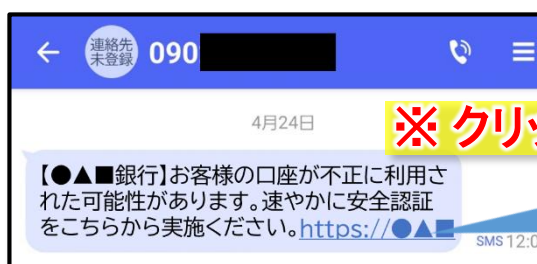 連絡先
未登録
090
4月24日
※ クリッ
【●▲■銀行】お客様の口座が不正に利用さ
れた可能性があります。速やかに安全認証
をこちらから実施ください。https://●▲■
SMS 12:0